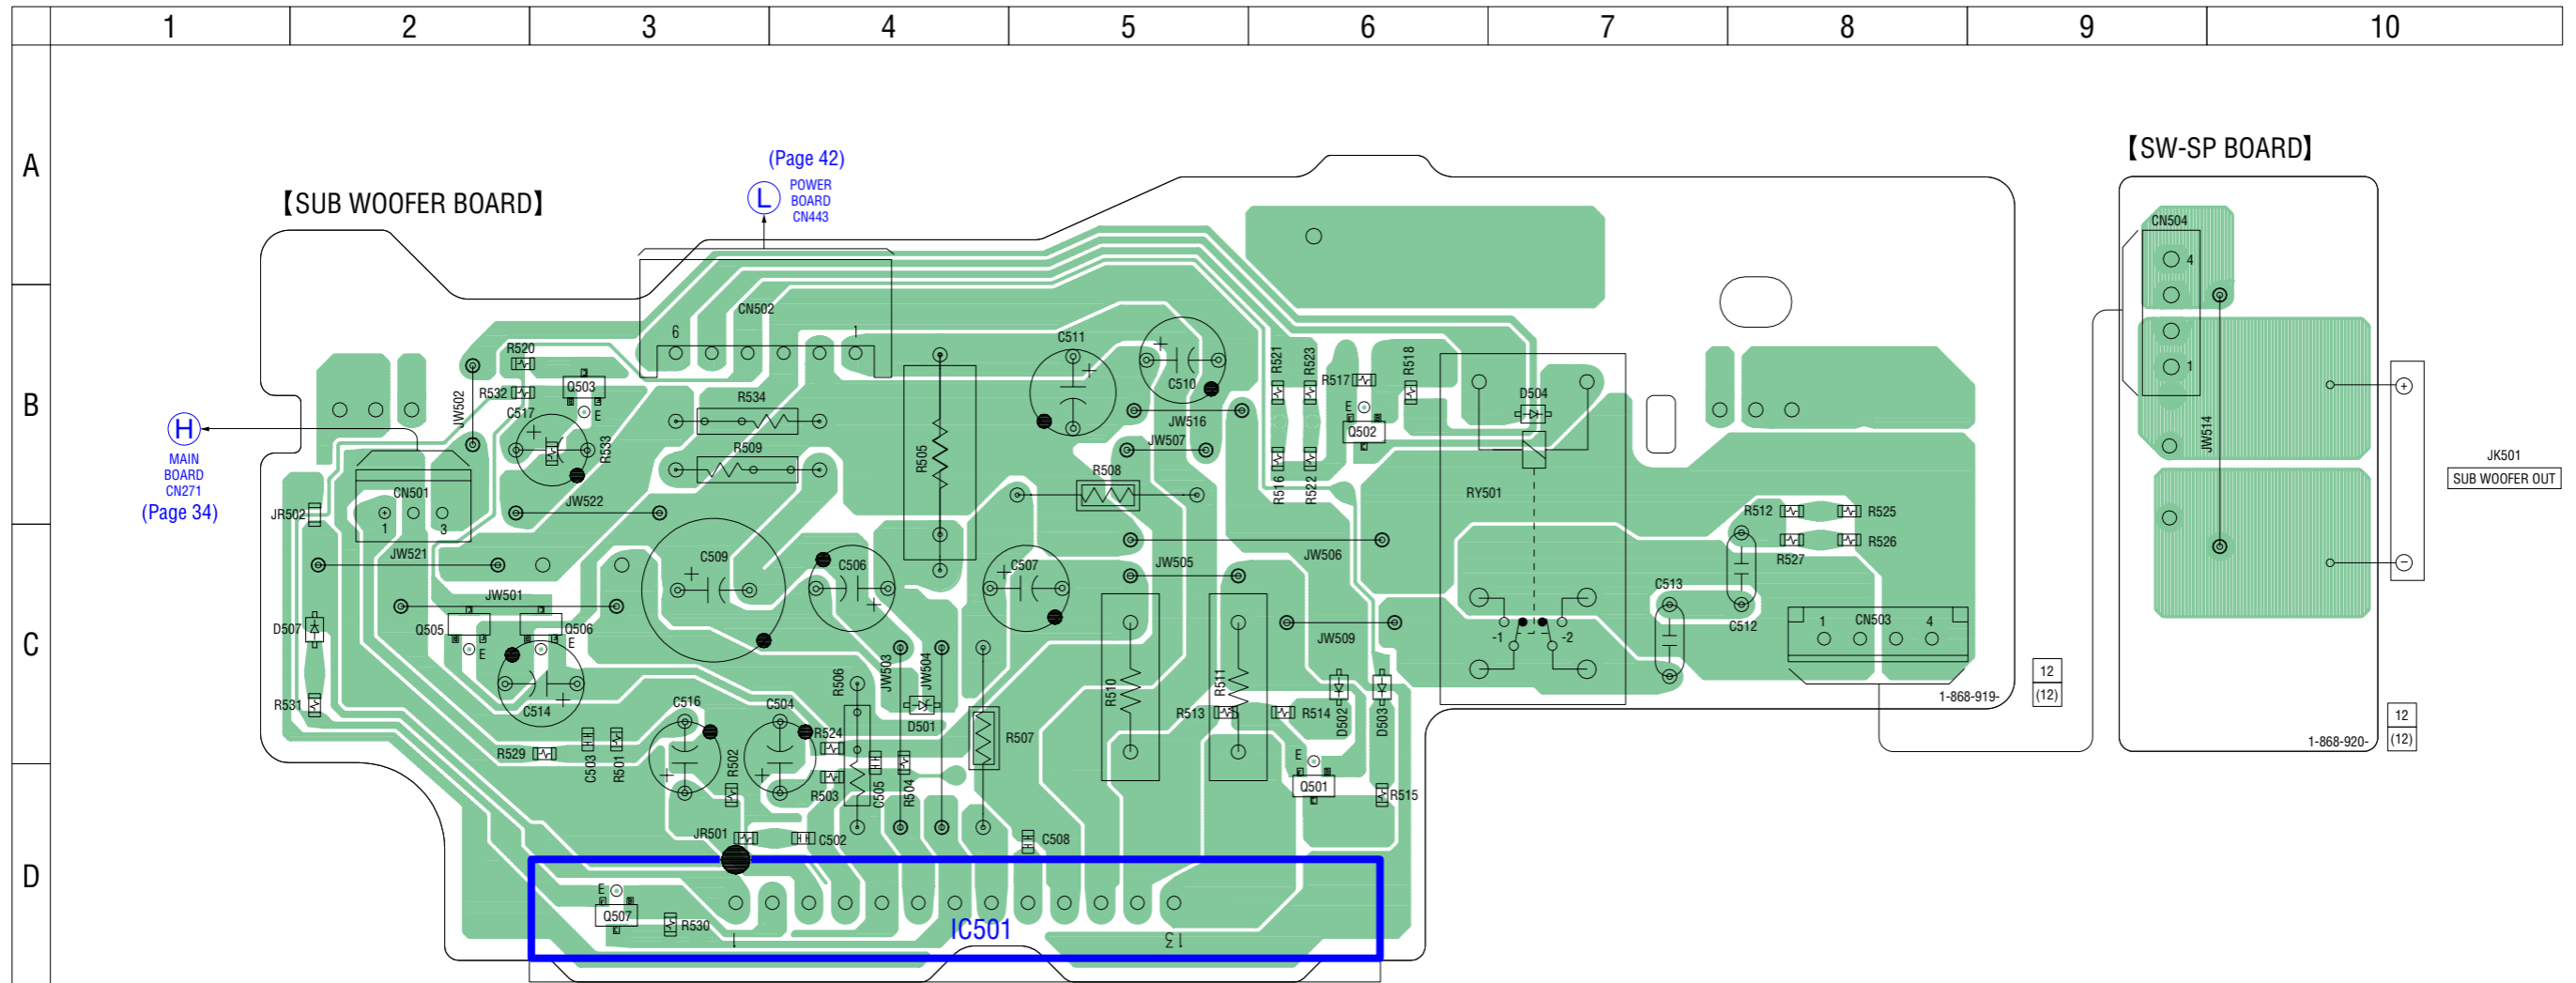 1 2 3 4 5 6 7 8 9 10
A
B
C
D
【SUB WOOFER BOARD】
【SW-SP BOARD】
(Page 42)
L
POWER
BOARD
CN443
H
MAIN
BOARD
CN271
(Page 34)
CN504
4
1
CN502
6 1
C511
C510
R520
R532
Q503
E
C517
R533
JW502
R534
R509
R505
JW516
JW507
R508
R521
R523
R517
R518
E
Q502
R516
R522
D504
RY501
JW514
+
−
JK501
SUB WOOFER OUT
CN501
1 3
JR502
JW522
JW521
JW501
C509
C506
C507
JW505
JW506
R512
R525
R527
R526
C513
C512
D507
Q505
E
Q506
E
C514
R531
R529
C503
R501
C516
C504
R502
R524
R503
R506
C505
R504
JW503
JW504
D501
R507
R510
R511
R513
R514
JW509
D502
D503
E
Q501
R515
-1 -2
CN503
1 4
1-868-919-
12
(12)
1-868-920-
12
(12)
JR501
C502
C508
E
Q507
R530
1
IC501
13